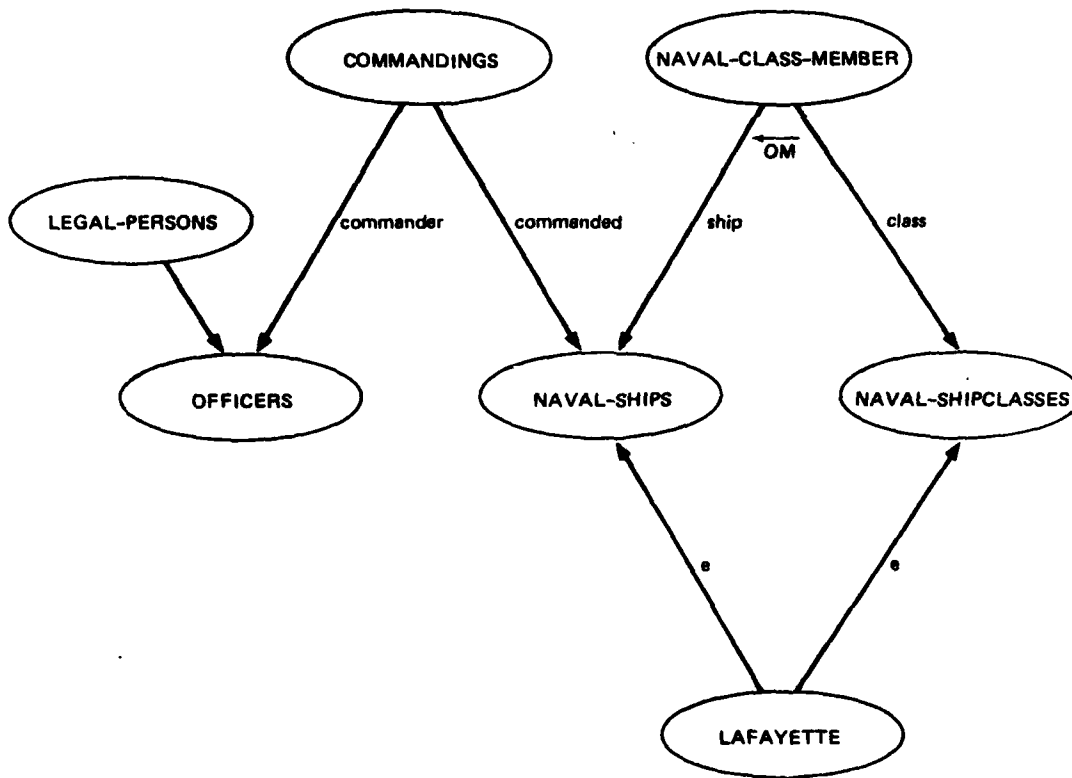 COMMANDINGS
NAVAL-CLASS-MEMBER
OM
LEGAL-PERSONS
commander
commanded
ship
class
OFFICERS
NAVAL-SHIPS
NAVAL-SHIPCLASSES
e
e
LAFAYETTE